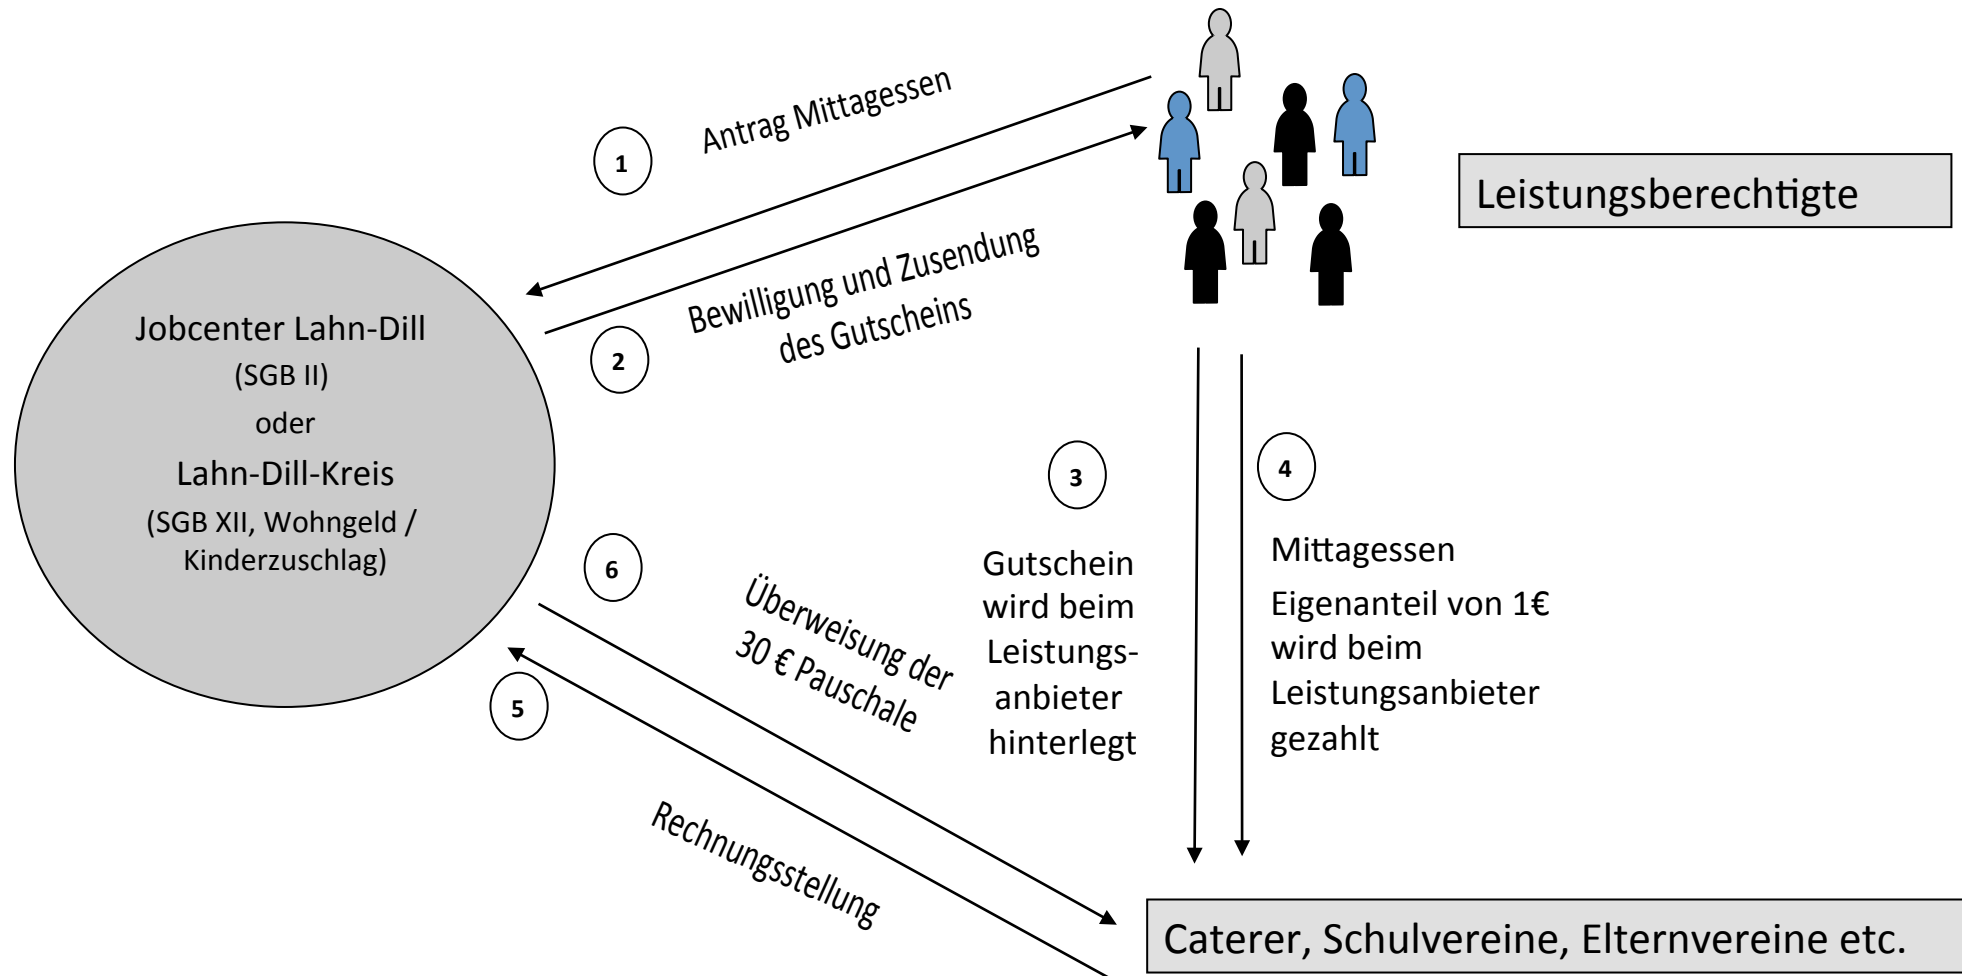 Antrag Mittagessen
1
Leistungsberechtigte
Bewilligung und Zusendung
des Gutscheins
2
Jobcenter Lahn-Dill
(SGB II)
oder
Lahn-Dill-Kreis
(SGB XII, Wohngeld /
Kinderzuschlag)
3
Gutschein
wird beim
Leistungs-
anbieter
hinterlegt
4
Mittagessen
Eigenanteil von 1€
wird beim
Leistungsanbieter
gezahlt
6
Überweisung der
30 € Pauschale
5
Rechnungsstellung
Caterer, Schulvereine, Elternvereine etc.